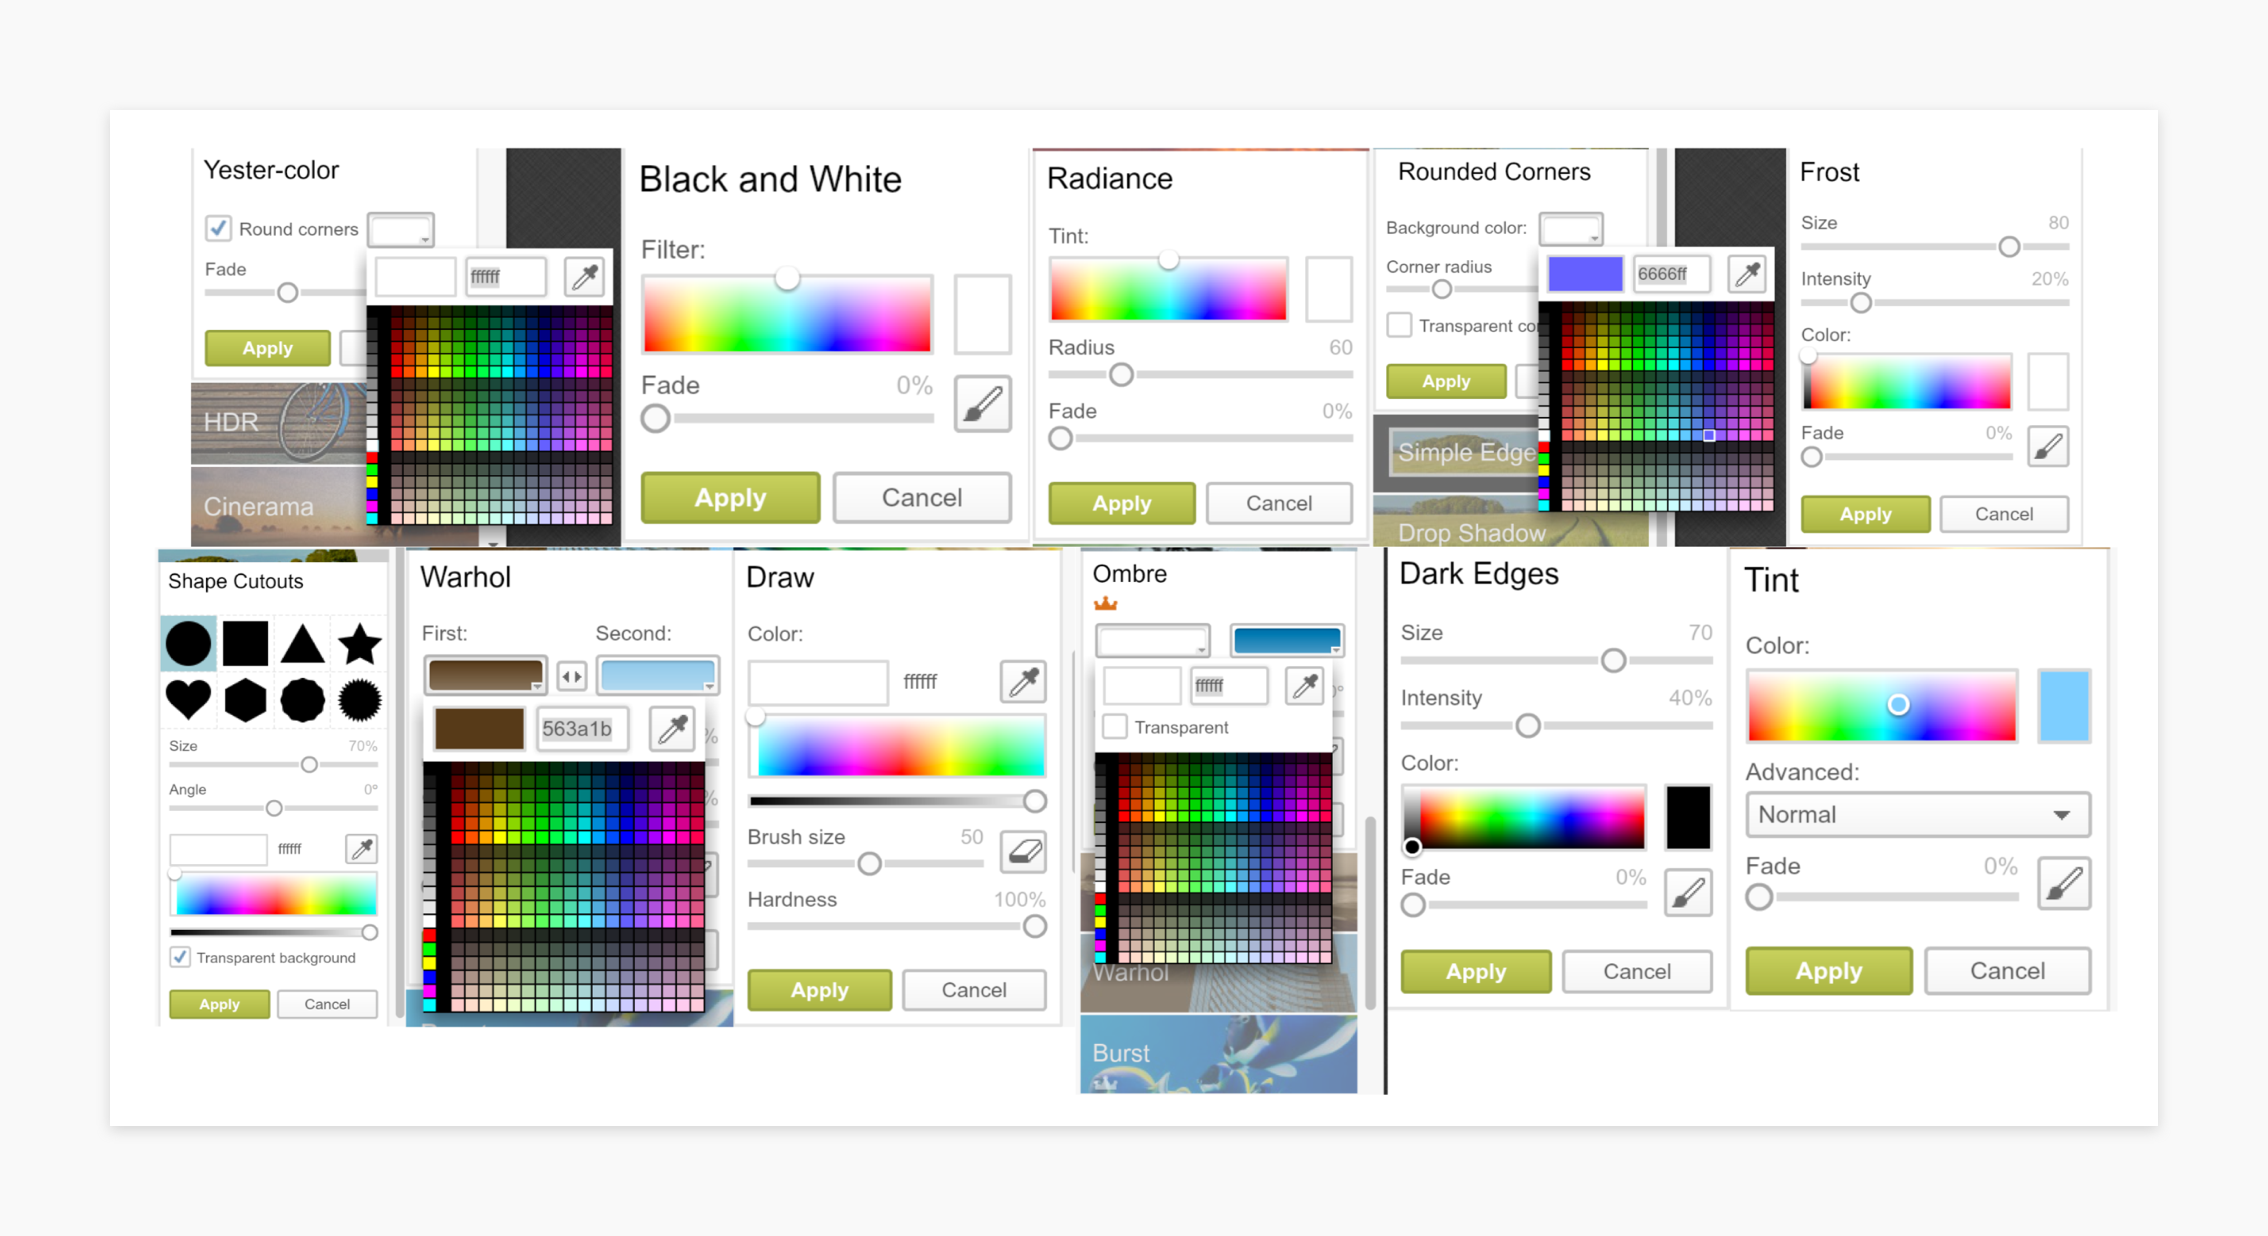 Yester-color
Round corners
ffffff
Fade
Apply
HDR
Cinerama
Black and White
Filter:
Fade 0%
Apply Cancel
Radiance
Tint:
Radius 60
Fade 0%
Apply Cancel
Rounded Corners
Background color:
6666ff
Corner radius
Transparent
Apply
Simple Edge
Drop Shadow
Frost
Size 80
Intensity 20%
Color:
Fade 0%
Apply Cancel
Shape Cutouts
Size 70%
Angle 0°
ffffff
Transparent background
Apply Cancel
Warhol
First: Second:
563a1b
%
%
Draw
Color:
ffffff
Brush size 50
Hardness 100%
Apply Cancel
Ombre
ffffff
Transparent
Warhol
Burst
Dark Edges
Size 70
Intensity 40%
Color:
Fade 0%
Apply Cancel
Tint
Color:
Advanced:
Normal
Fade 0%
Apply Cancel